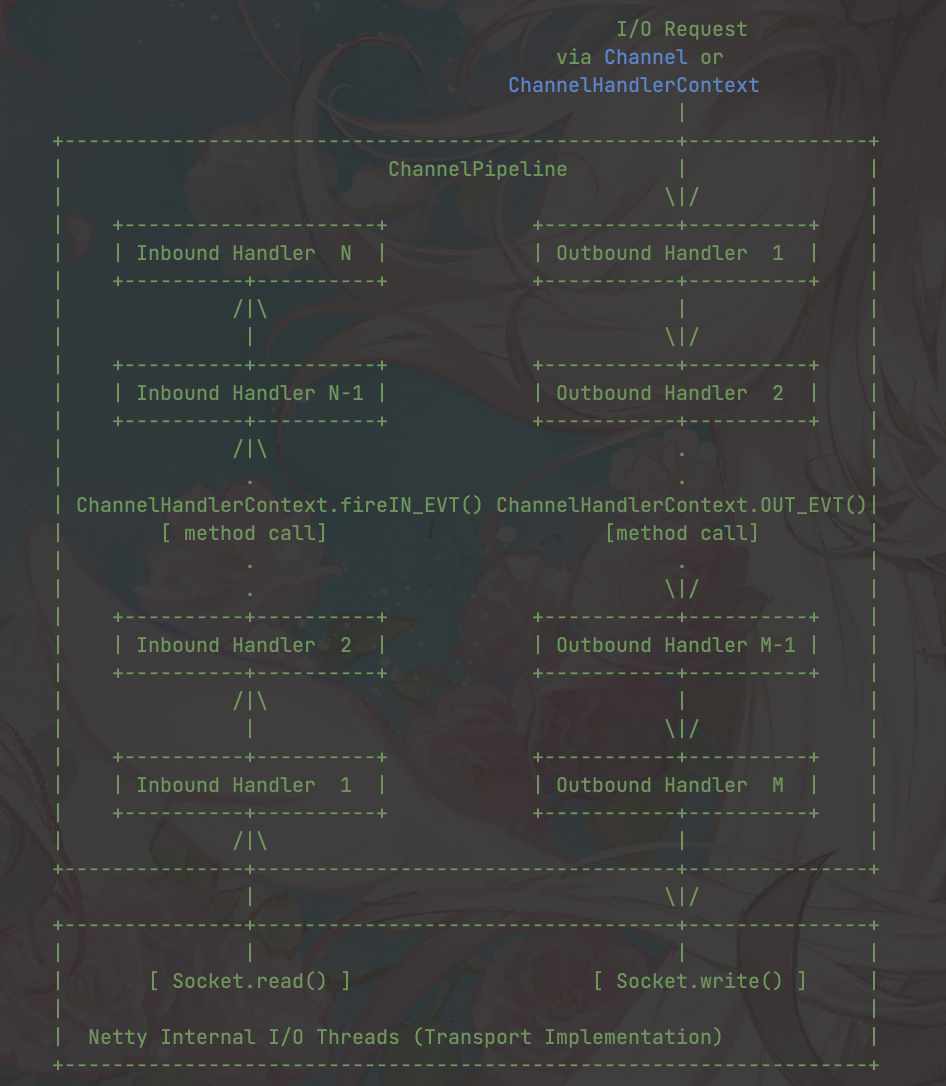 I/O Request
via Channel or
ChannelHandlerContext
ChannelPipeline
Inbound Handler N Outbound Handler 1
Inbound Handler N-1 Outbound Handler 2
ChannelHandlerContext.fireIN_EVT() ChannelHandlerContext.OUT_EVT()
[ method call] [method call]
Inbound Handler 2 Outbound Handler M-1
Inbound Handler 1 Outbound Handler M
[ Socket.read() ] [ Socket.write() ]
Netty Internal I/O Threads (Transport Implementation)